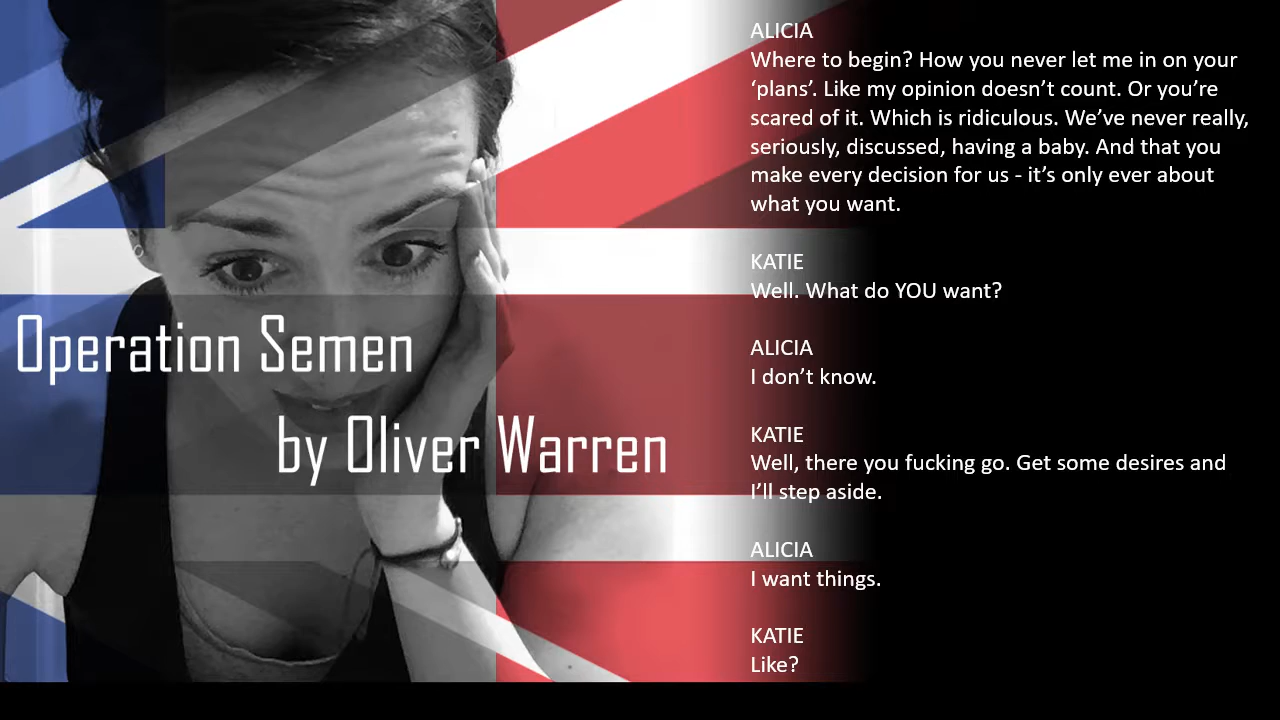 Operation Semen
by Oliver Warren
ALICIA
Where to begin? How you never let me in on your
‘plans’. Like my opinion doesn’t count. Or you’re
scared of it. Which is ridiculous. We’ve never really,
seriously, discussed, having a baby. And that you
make every decision for us - it’s only ever about
what you want.
KATIE
Well. What do YOU want?
ALICIA
I don’t know.
KATIE
Well, there you fucking go. Get some desires and
I’ll step aside.
ALICIA
I want things.
KATIE
Like?